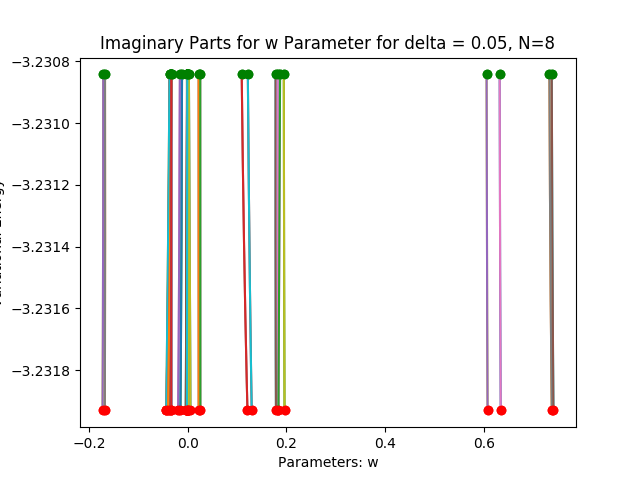 Imaginary Parts for w Parameter for delta = 0.05, N=8
−3.2308
−3.2310
−3.2312
−3.2314
−3.2316
−3.2318
−0.2 0.0 0.2 0.4 0.6
Parameters: w